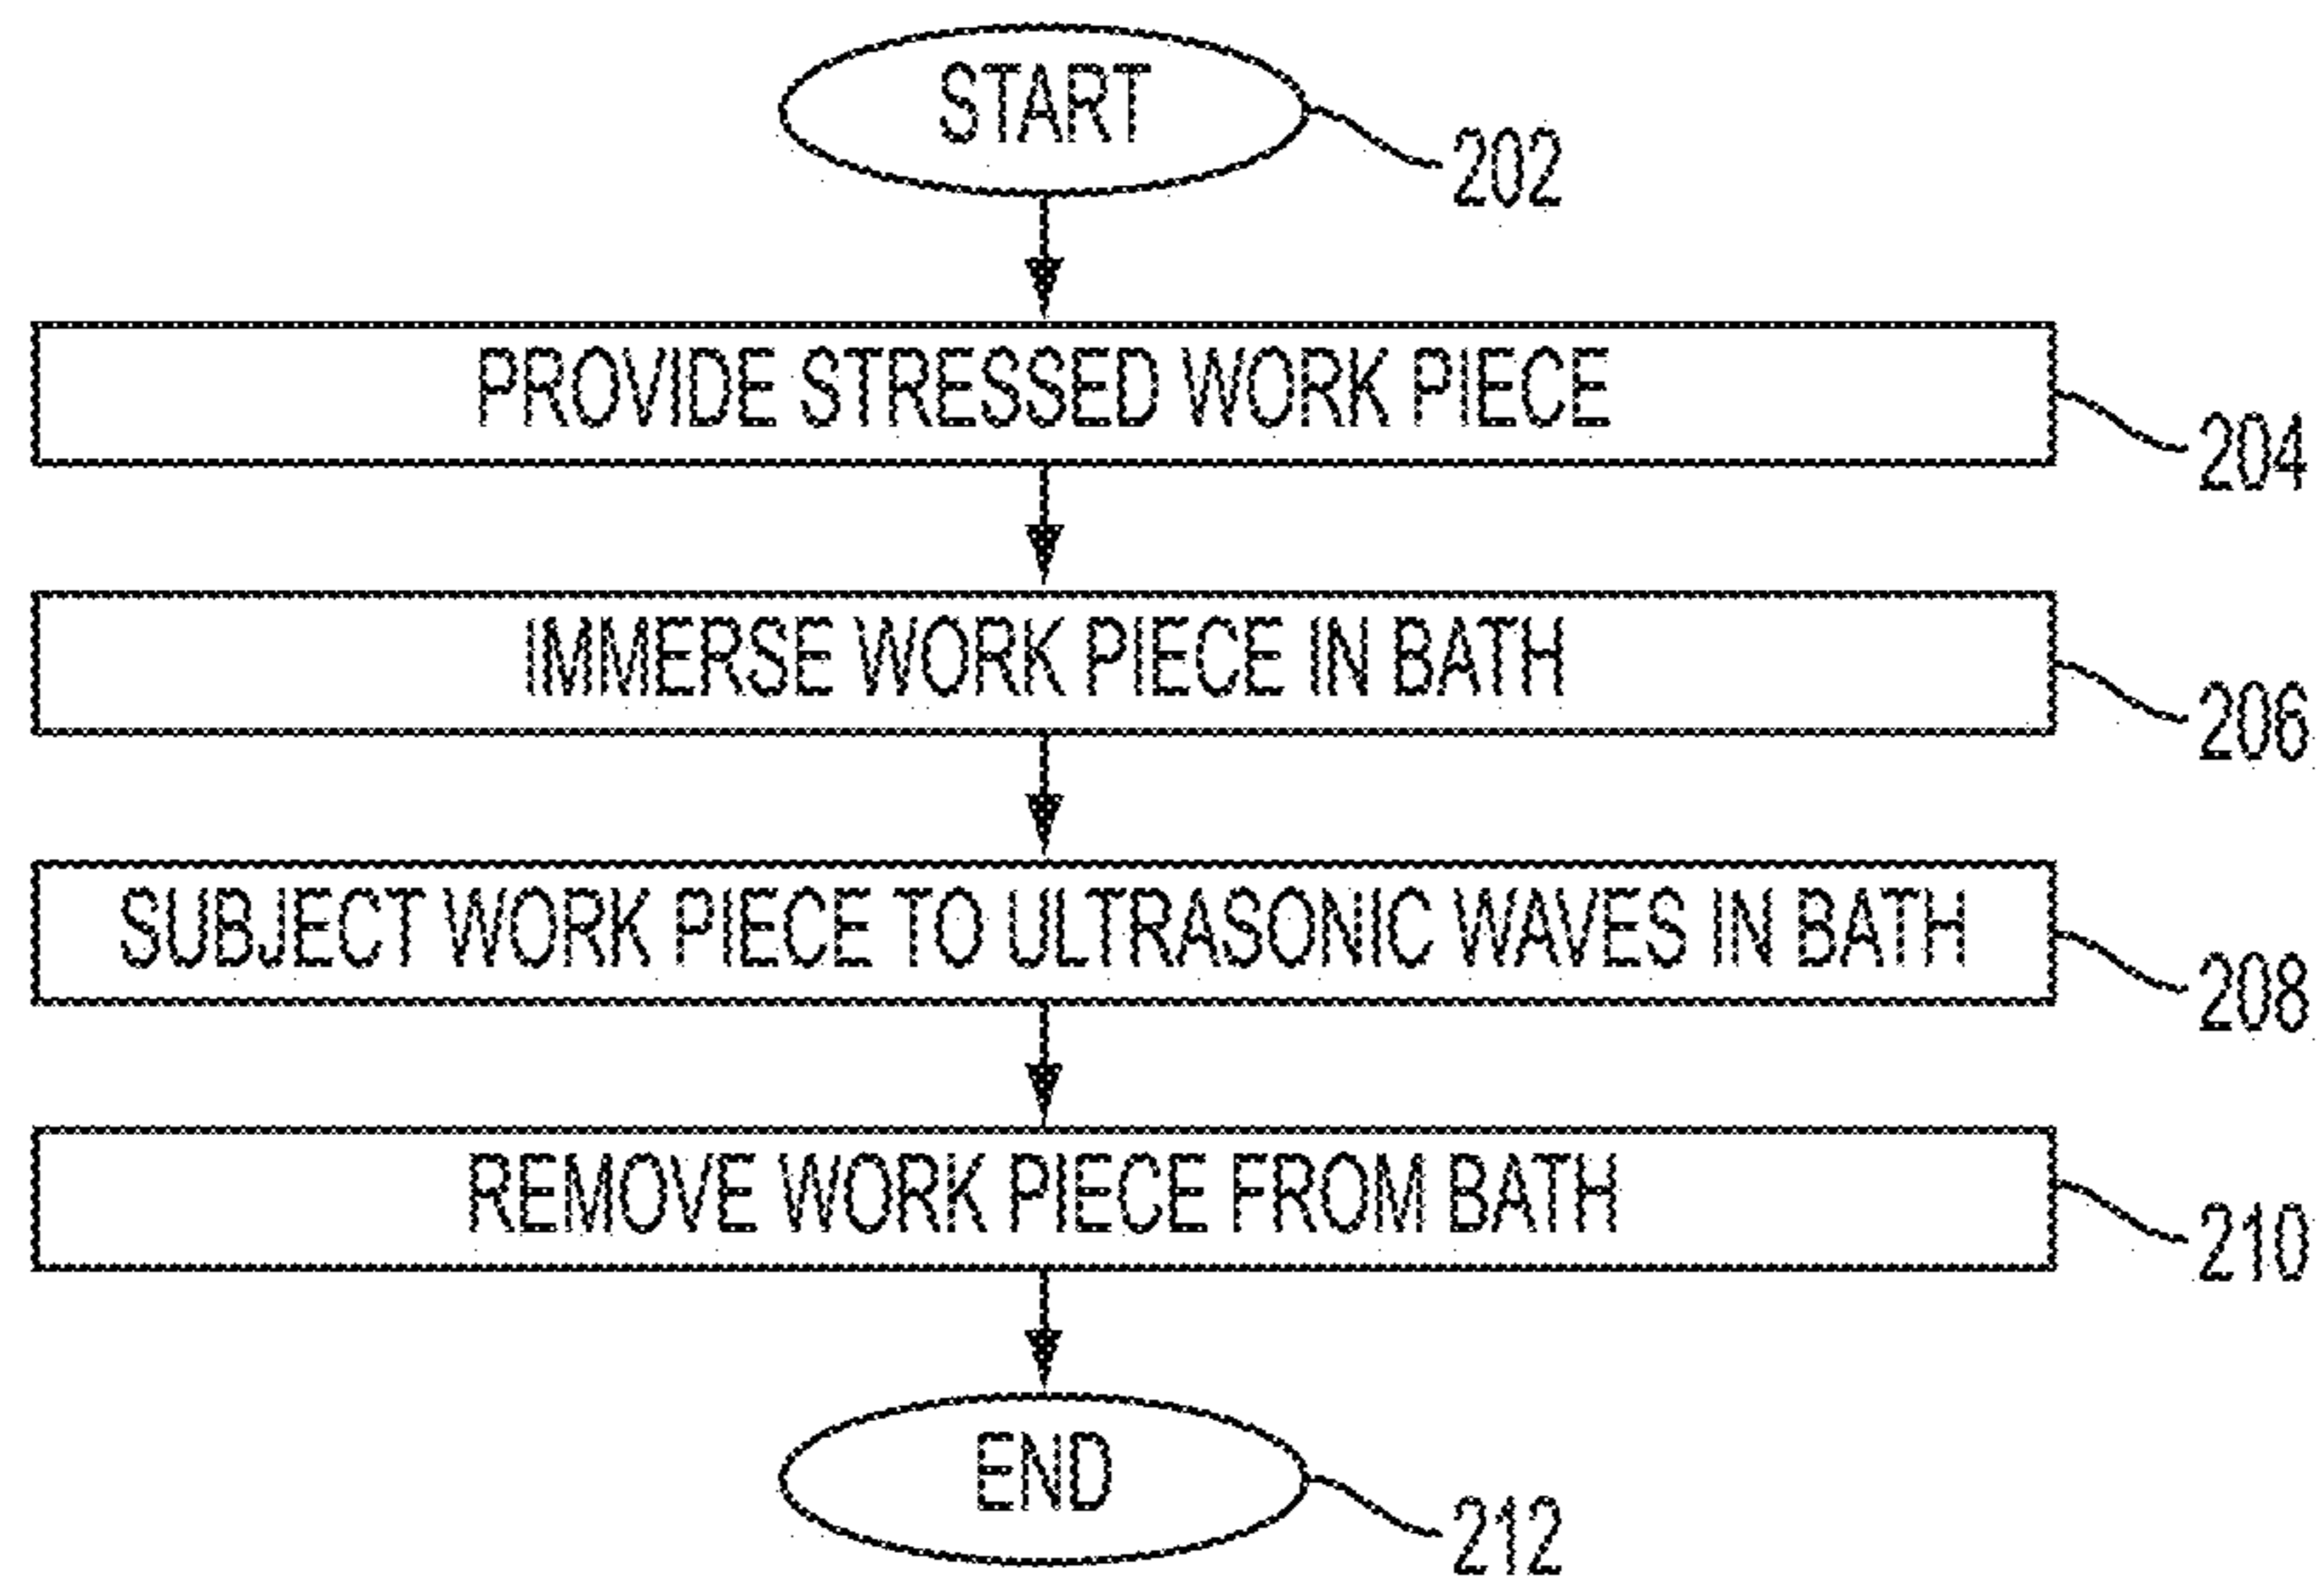 START
202
PROVIDE STRESSED WORK PIECE
204
IMMERSE WORK PIECE IN BATH
206
SUBJECT WORK PIECE TO ULTRASONIC WAVES IN BATH
208
REMOVE WORK PIECE FROM BATH
210
END
212